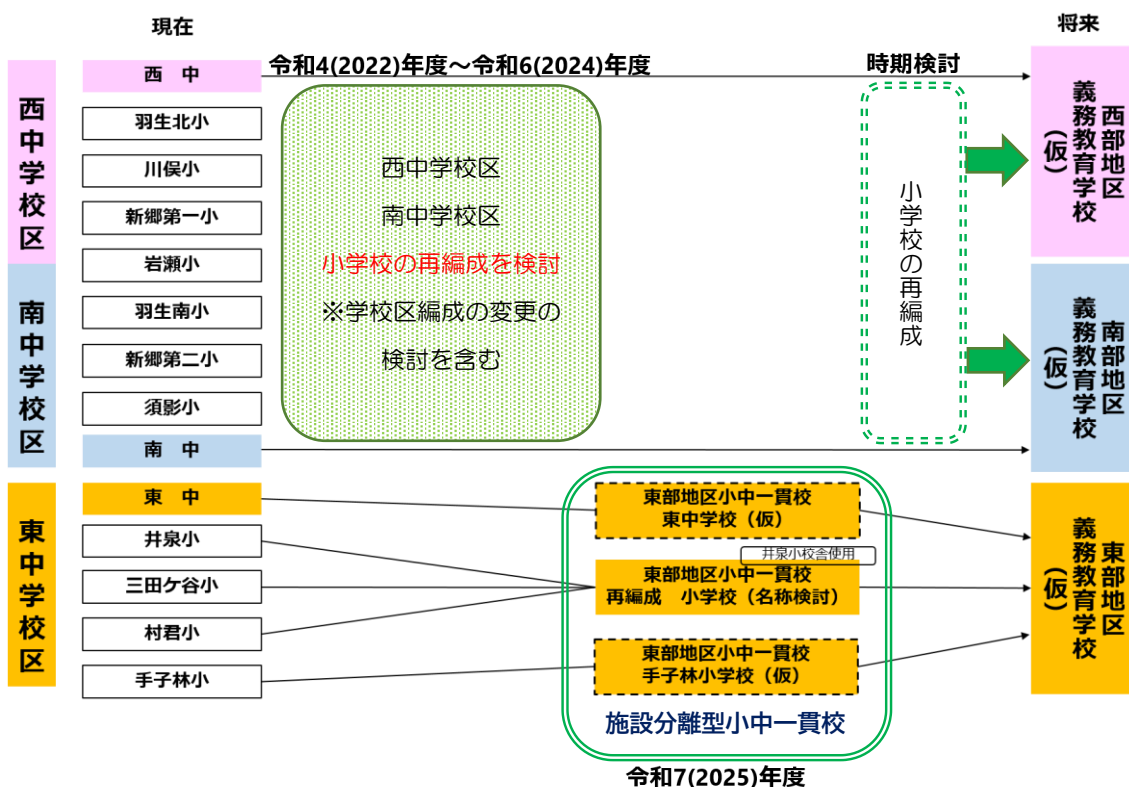 現在
将来
令和4(2022)年度～令和6(2024)年度
時期検討
西中学校区
南中学校区
東中学校区
西　中
羽生北小
川俣小
新郷第一小
岩瀬小
羽生南小
新郷第二小
須影小
南　中
東　中
井泉小
三田ケ谷小
村君小
手子林小
西中学校区
南中学校区
小学校の再編成を検討
※学校区編成の変更の
検討を含む
小学校の再編成
東部地区小中一貫校
東中学校（仮）
井泉小校舎使用
東部地区小中一貫校
再編成　小学校（名称検討）
東部地区小中一貫校
手子林小学校（仮）
施設分離型小中一貫校
令和7(2025)年度
西部地区
義務教育学校
(仮)
南部地区
義務教育学校
(仮)
東部地区
義務教育学校
(仮)